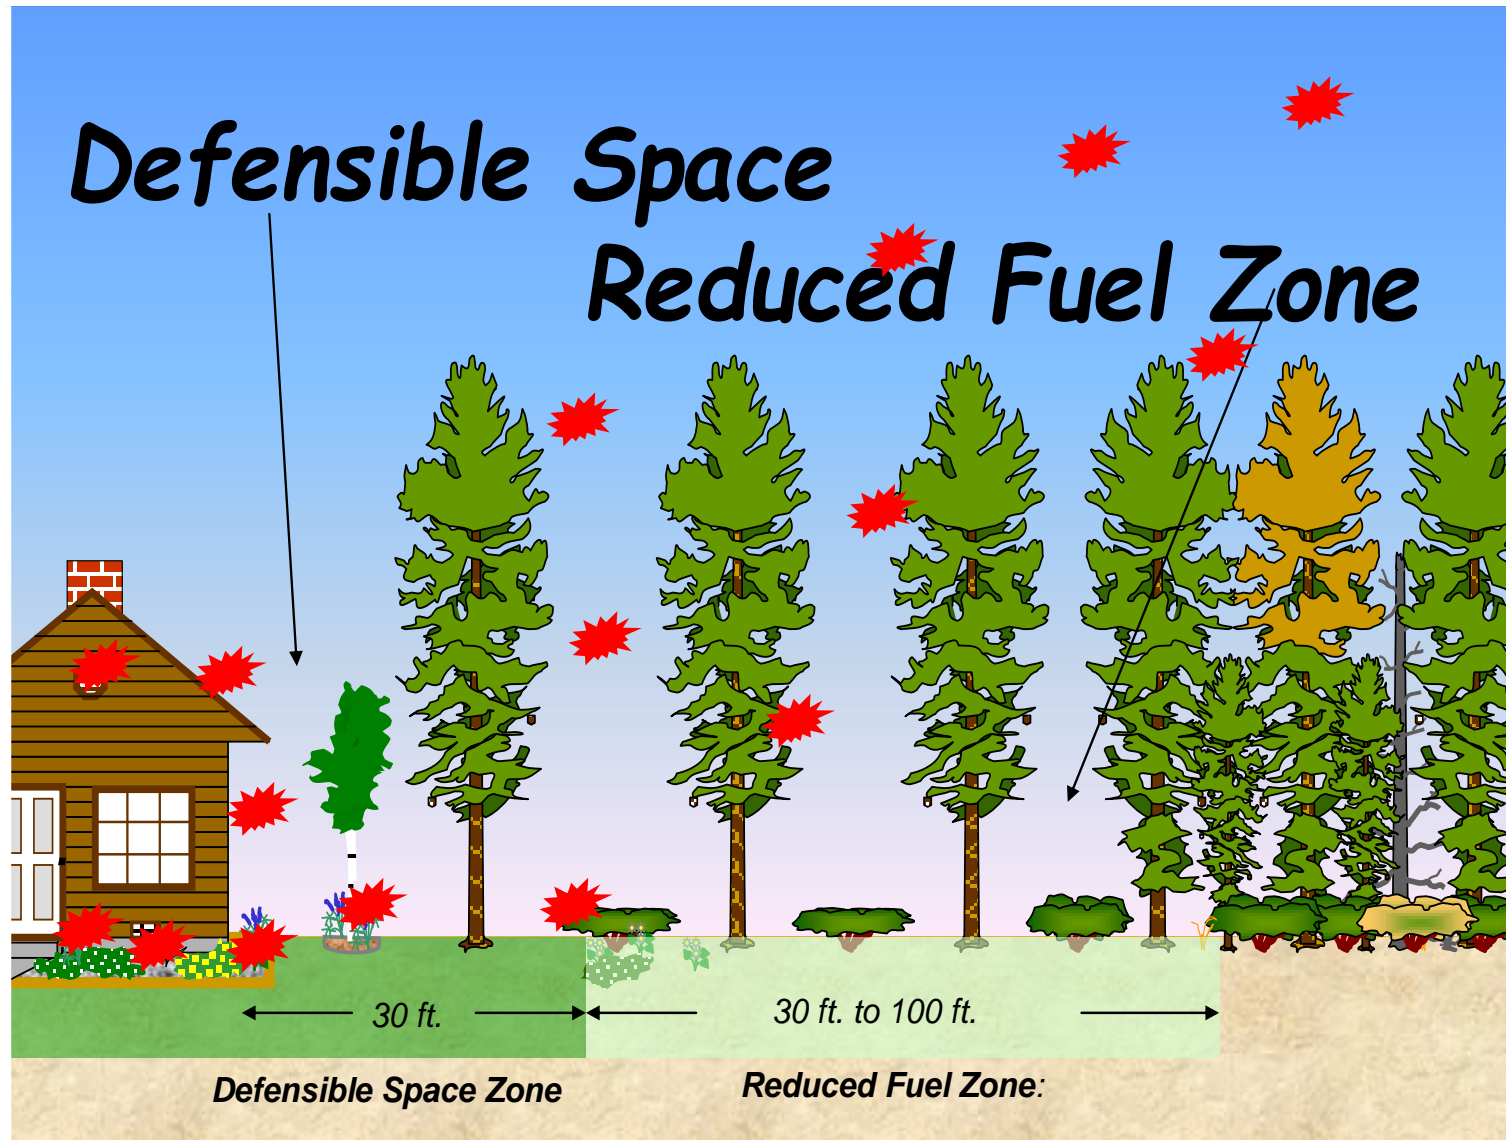 Defensible Space
Reduced Fuel Zone
30 ft.
30 ft. to 100 ft.
Defensible Space Zone
Reduced Fuel Zone: